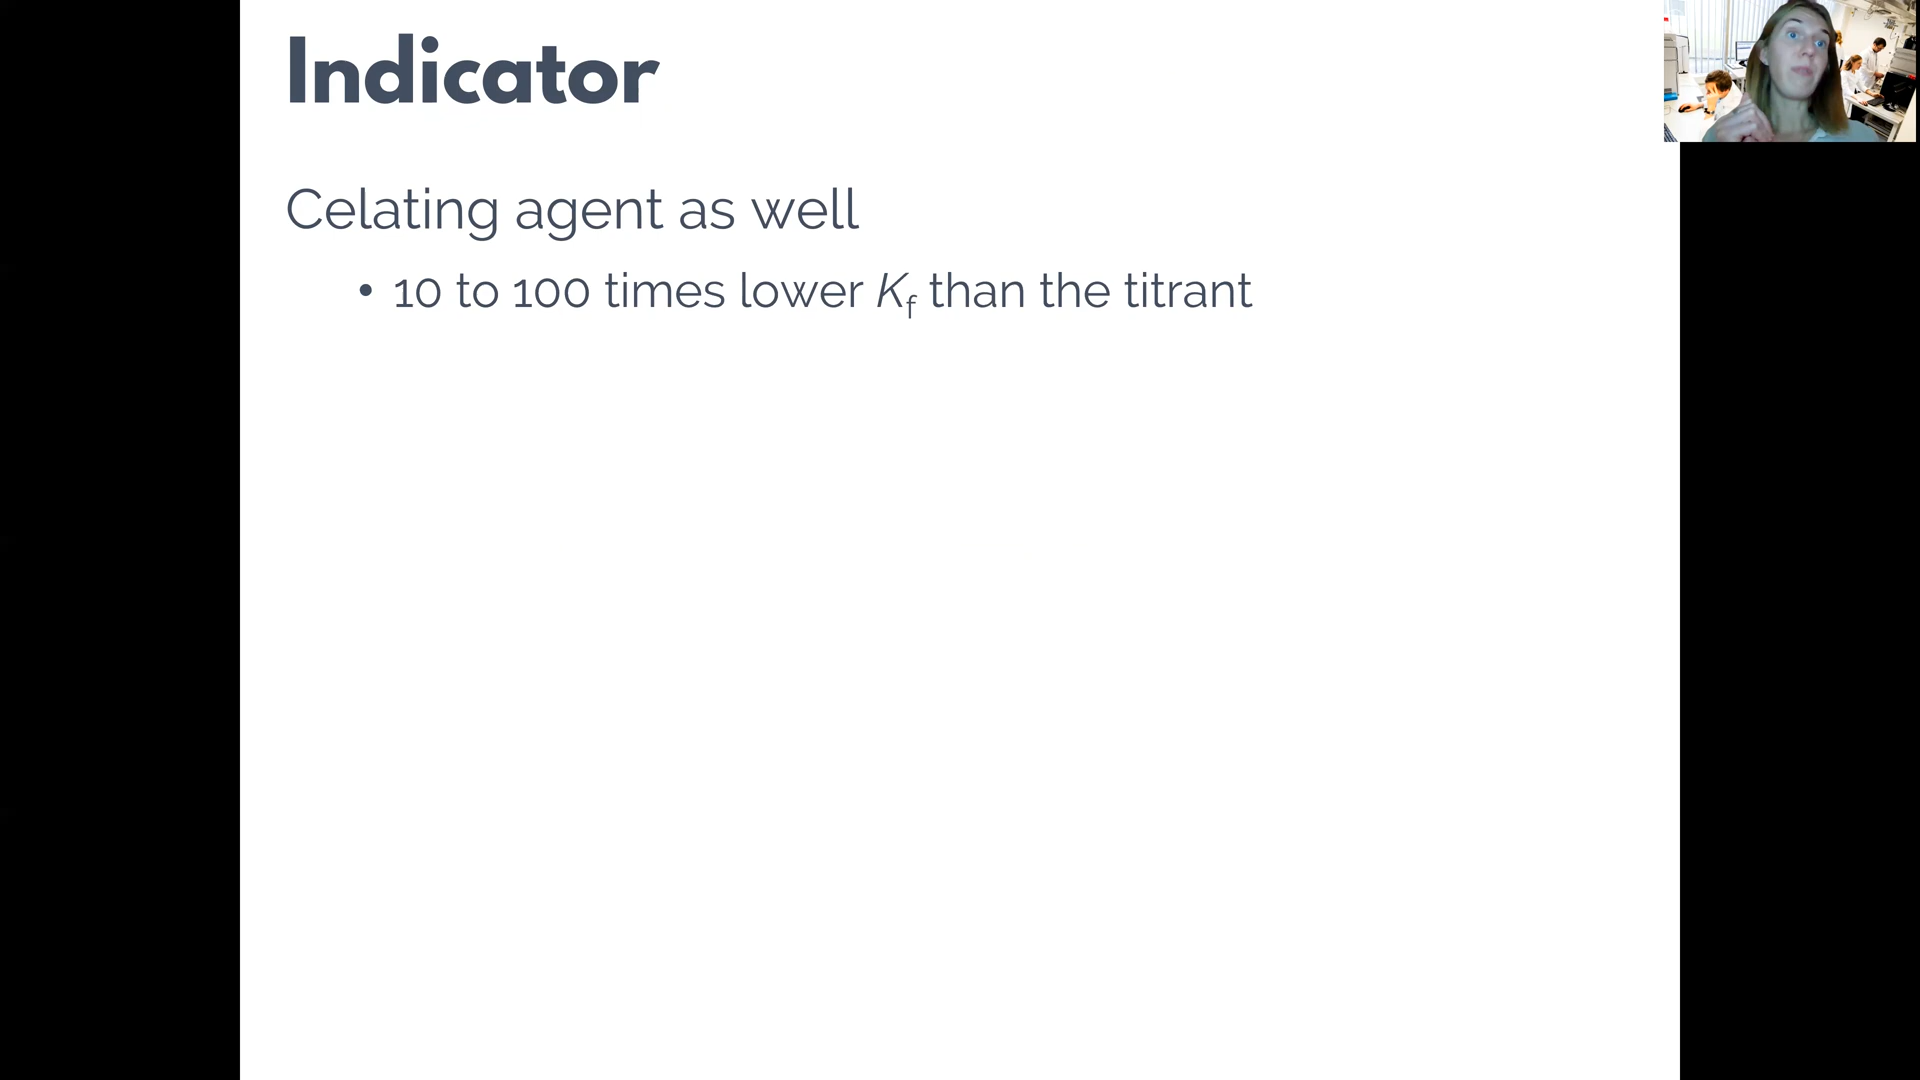 Indicator
Celating agent as well
• 10 to 100 times lower Kf than the titrant